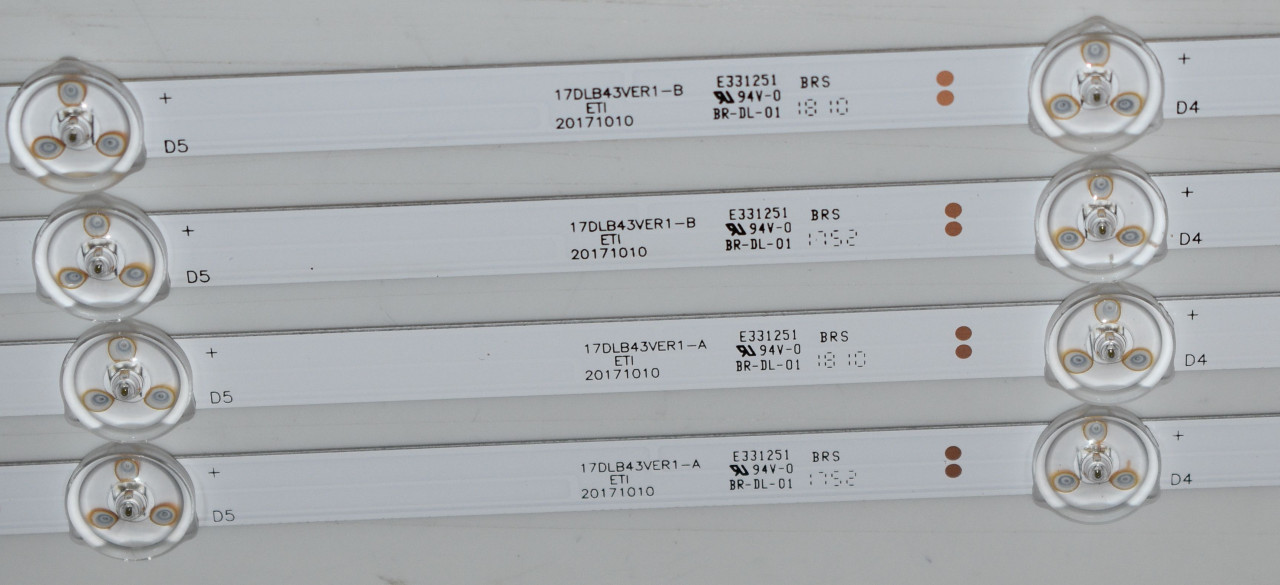 +
D5
17DLB43VER1-B
ETI
20171010
E331251 BRS
94V-0
BR-DL-01 1810
+
D4
+
D5
17DLB43VER1-B
ETI
20171010
E331251 BRS
94V-0
BR-DL-01 1752
+
D4
+
D5
17DLB43VER1-A
ETI
20171010
E331251 BRS
94V-0
BR-DL-01 1810
+
D4
+
D5
17DLB43VER1-A
ETI
20171010
E331251 BRS
94V-0
BR-DL-01 1752
+
D4